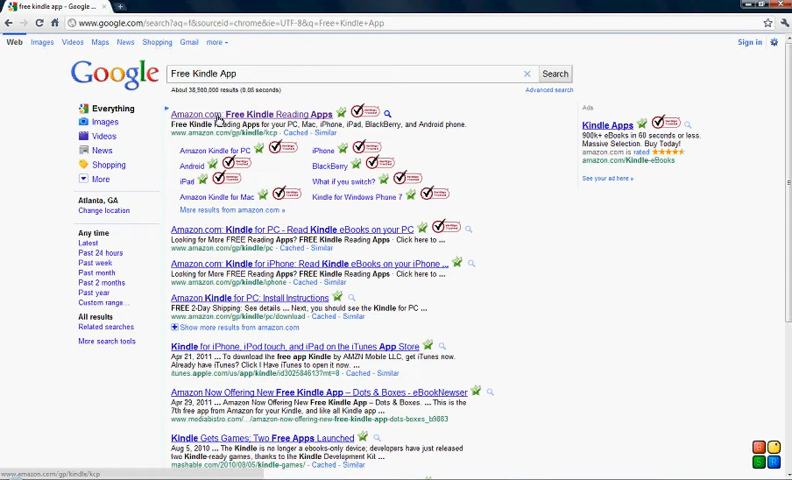 free kindle app - Google ...
www.google.com/search?aq=f&sourceid=chrome&ie=UTF-8&q=Free+Kindle+App
Web Images Videos Maps News Shopping Gmail more
Sign in
Google
Free Kindle App
Search
About 38,500,000 results (0.05 seconds)
Advanced search
Everything
Images
Videos
News
Shopping
More
Atlanta, GA
Change location
Any time
Latest
Past 24 hours
Past week
Past month
Past 2 months
Past year
Custom range...
All results
Related searches
More search tools
Amazon.com: Free Kindle Reading Apps
Free Kindle Reading Apps for your PC, Mac, iPhone, iPad, BlackBerry, and Android phone.
www.amazon.com/gp/kindle/kcp - Cached - Similar
Amazon Kindle for PC
iPhone
Android
BlackBerry
iPad
What if you switch?
Amazon Kindle for Mac
Kindle for Windows Phone 7
More results from amazon.com »
Amazon.com: Kindle for PC - Read Kindle eBooks on your PC
Looking for More FREE Reading Apps? FREE Kindle Reading Apps · Click here to ...
www.amazon.com/gp/kindle/pc - Cached - Similar
Amazon.com: Kindle for iPhone: Read Kindle eBooks on your iPhone ...
Looking for More FREE Reading Apps? FREE Kindle Reading Apps · Click here to ...
www.amazon.com/gp/kindle/iphone - Cached - Similar
Amazon Kindle for PC: Install Instructions
FREE 2-Day Shipping: See details ... Next, you should see the Kindle for PC ...
www.amazon.com/gp/kindle/pc/download - Cached - Similar
Show more results from amazon.com
Kindle for iPhone, iPod touch, and iPad on the iTunes App Store
Apr 21, 2011 ... To download the free app Kindle by AMZN Mobile LLC, get iTunes now.
Already have iTunes? Click I Have iTunes to open it now. ...
itunes.apple.com/us/app/kindle/id302584613?mt=8 - Cached - Similar
Amazon Now Offering New Free Kindle App – Dots & Boxes - eBookNewser
Apr 29, 2011 ... Amazon Now Offering New Free Kindle App – Dots & Boxes ... This is the
7th free app from Amazon for your Kindle, and like all Kindle app ...
www.mediabistro.com/.../amazon-now-offering-new-free-kindle-app-dots-boxes_b9883
Kindle Gets Games; Two Free Apps Launched
Aug 5, 2010 ... The Kindle is no longer a ebooks-only device; developers have just released
two Kindle-ready games, thanks to the Kindle Development Kit ...
mashable.com/2010/08/05/kindle-games/ - Cached - Similar
Ads
Kindle Apps
900k+ eBooks in 60 seconds or less.
Massive Selection. Buy Today!
amazon.com is rated
amazon.com/Kindle-eBooks
See your ad here »
www.amazon.com/gp/kindle/kcp